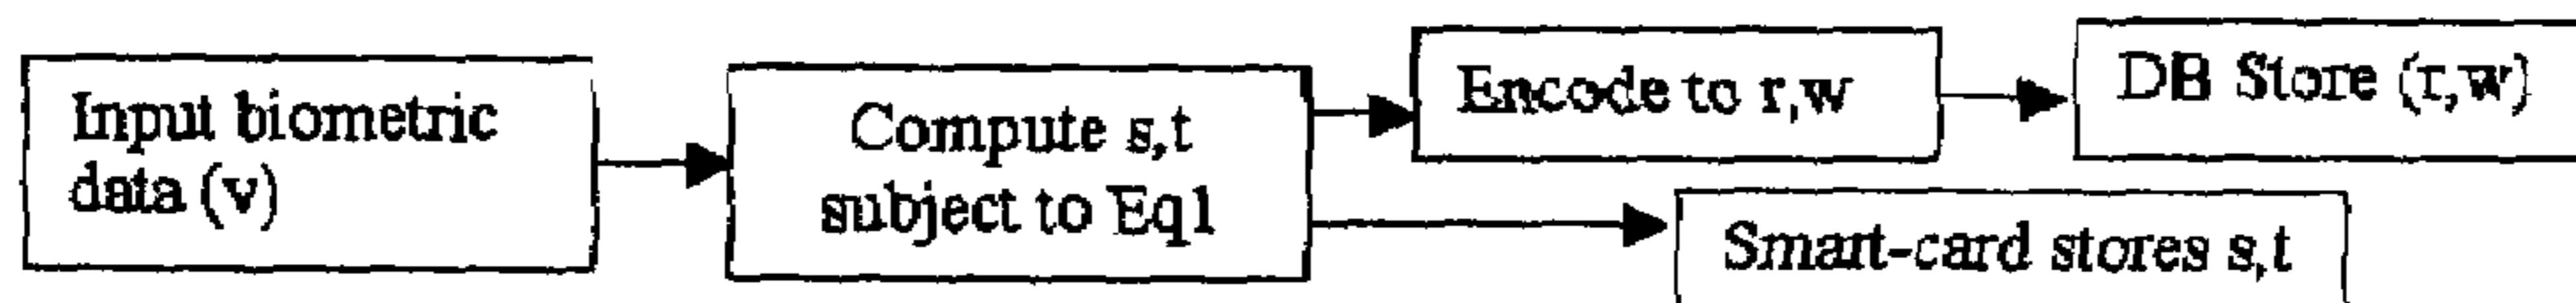 Input biometric
data (v)
Compute s,t
subject to Eq1
Encode to r,w
DB Store (r,w)
Smart-card stores s,t